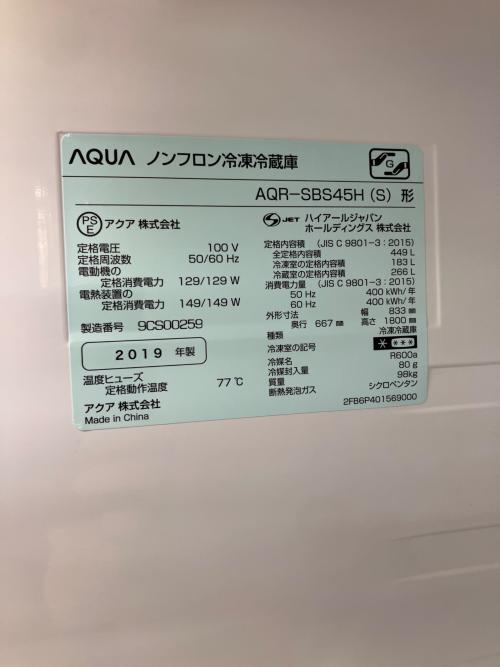 AQUA ノンフロン冷凍冷蔵庫 G
AQR-SBS45H (S) 形
PS
E
アクア 株式会社
定格電圧 100 V
定格周波数 50/60 Hz
電動機の
定格消費電力 129/129 W
電熱装置の
定格消費電力 149/149 W
製造番号 9CS00259
2019 年製
温度ヒューズ
定格動作温度 77℃
アクア 株式会社
Made in China
S JET ハイアールジャパン
ホールディングス 株式会社
定格内容積 (JIS C 9801-3 : 2015)
全定格内容積 449 L
冷凍室の定格内容積 183 L
冷蔵室の定格内容積 266 L
消費電力量 (JIS C 9801-3 : 2015)
50 Hz 400 kWh/年
60 Hz 400 kWh/年
外形寸法 幅 833 mm
奥行 667 mm 高さ 1800 mm
種類 冷凍冷蔵庫
冷凍室の記号 * ***
冷媒名 R600a
冷媒封入量 80 g
質量 98kg
断熱発泡ガス シクロペンタン
2FB6P401569000